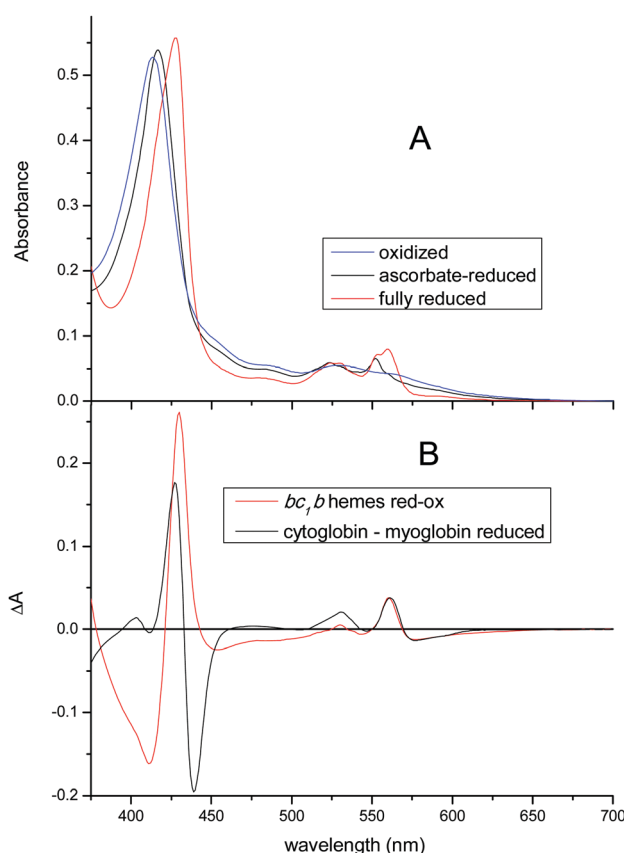 A
Absorbance
0.5
0.4
0.3
0.2
0.1
0.0
oxidized
ascorbate-reduced
fully reduced
B
ΔA
0.2
0.1
0.0
-0.1
-0.2
bc₁b hemes red-ox
cytoglobin - myoglobin reduced
400 450 500 550 600 650 700
wavelength (nm)